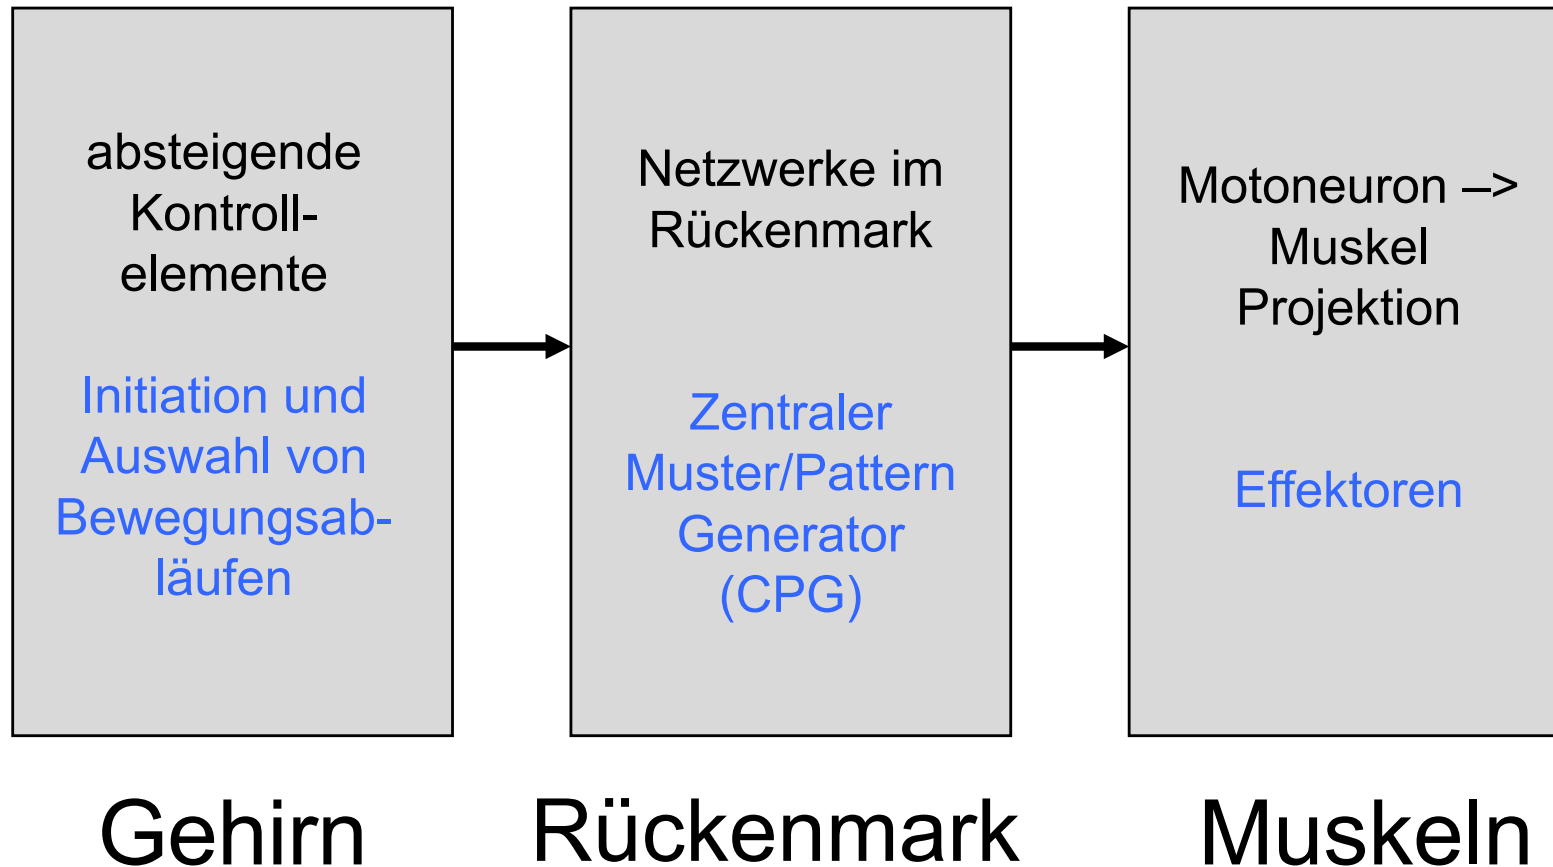 absteigende
Kontroll-
elemente
Initiation und
Auswahl von
Bewegungsab-
läufen
Netzwerke im
Rückenmark
Zentraler
Muster/Pattern
Generator
(CPG)
Motoneuron –>
Muskel
Projektion
Effektoren
Gehirn
Rückenmark
Muskeln